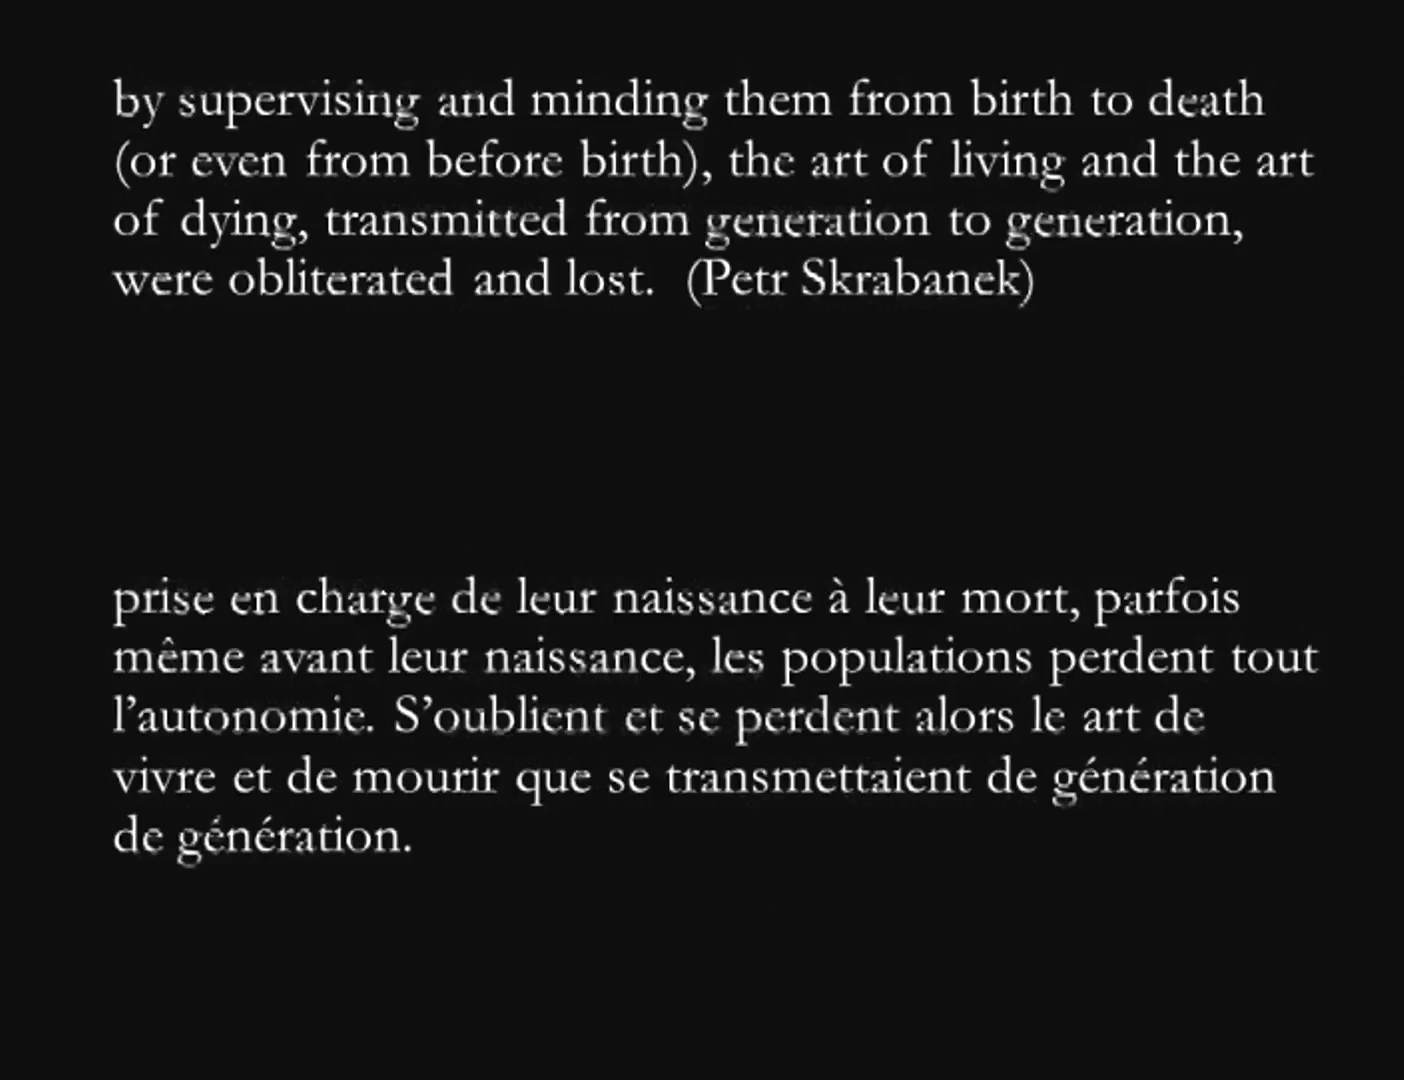 by supervising and minding them from birth to death
(or even from before birth), the art of living and the art
of dying, transmitted from generation to generation,
were obliterated and lost. (Petr Skrabanek)
prise en charge de leur naissance à leur mort, parfois
même avant leur naissance, les populations perdent tout
l’autonomie. S’oublient et se perdent alors le art de
vivre et de mourir que se transmettaient de génération
de génération.